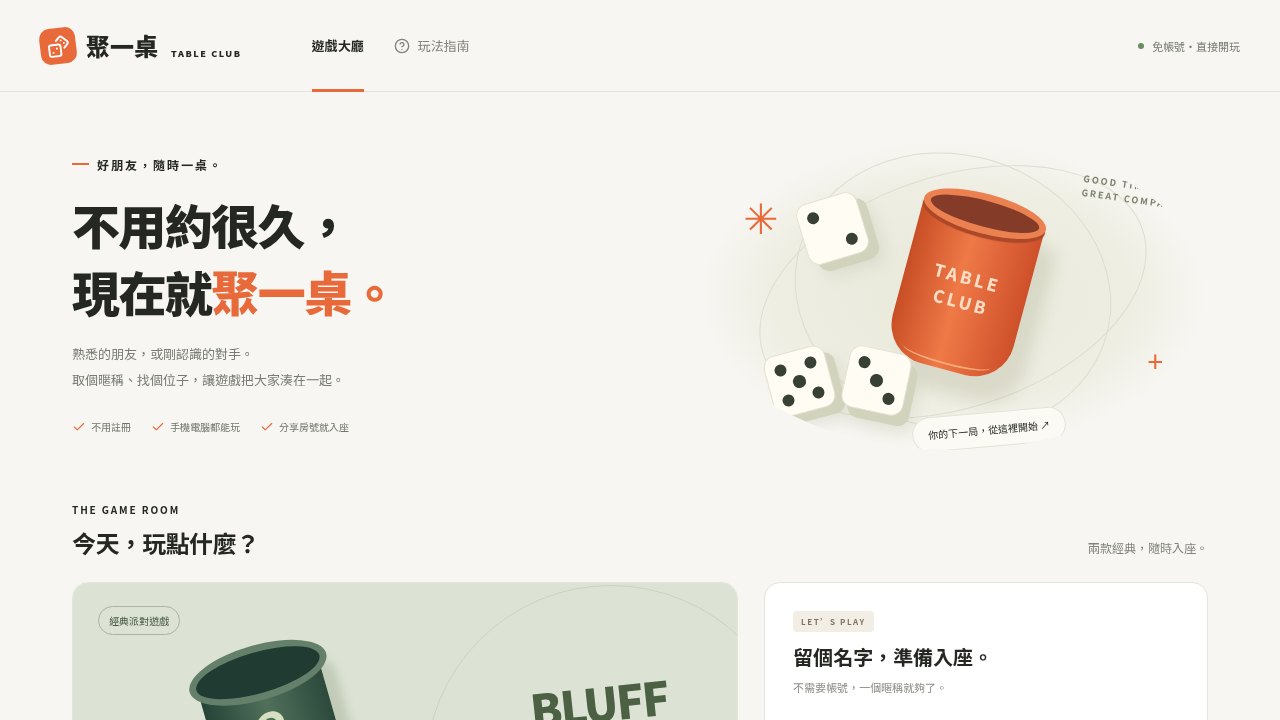 聚一桌 TABLE CLUB
遊戲大廳
玩法指南
免帳號・直接開玩
好朋友，隨時一桌。
不用約很久，
現在就聚一桌。
熟悉的朋友，或剛認識的對手。
取個暱稱、找個位子，讓遊戲把大家湊在一起。
不用註冊
手機電腦都能玩
分享房號就入座
GOOD
GREAT
TABLE
CLUB
你的下一局，從這裡開始 ↗
THE GAME ROOM
今天，玩點什麼？
兩款經典，隨時入座。
經典派對遊戲
BLUFF
LET'S PLAY
留個名字，準備入座。
不需要帳號，一個暱稱就夠了。